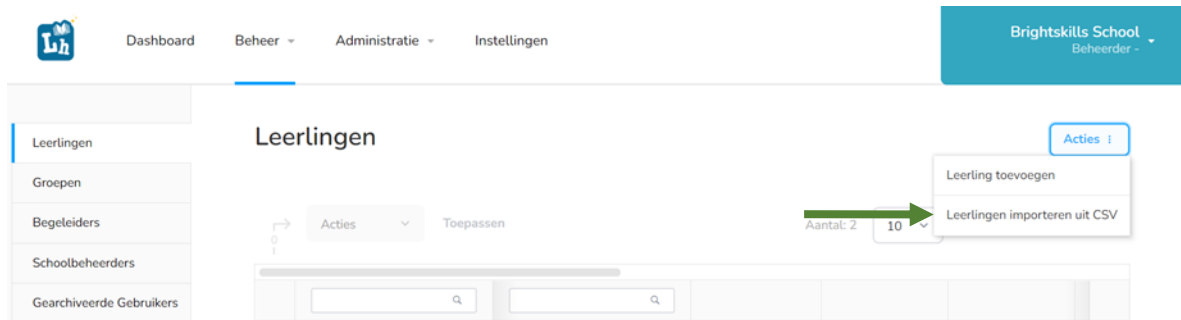 Lh
Dashboard
Beheer
Administratie
Instellingen
Brightskills School
Beheerder -
Leerlingen
Groepen
Begeleiders
Schoolbeheerders
Gearchiveerde Gebruikers
Leerlingen
Acties
Leerling toevoegen
Leerlingen importeren uit CSV
0
Acties
Toepassen
Aantal: 2
10